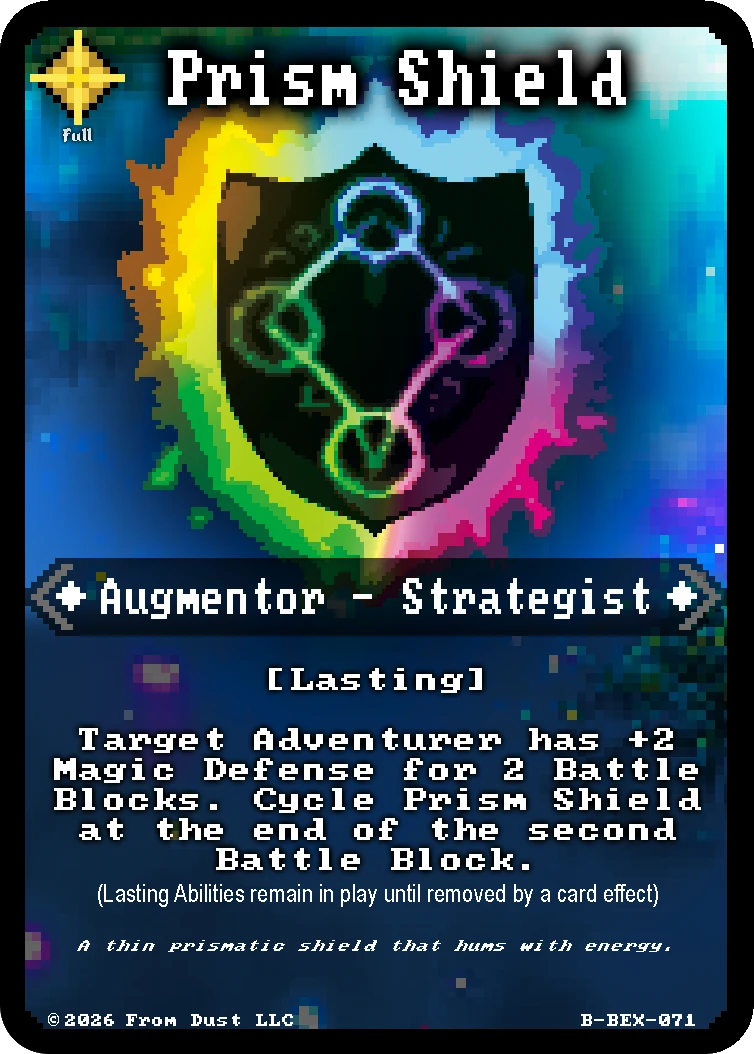 Prism Shield
Full
Augmentor - Strategist
[Lasting]
Target Adventurer has +2
Magic Defense for 2 Battle
Blocks. Cycle Prism Shield
at the end of the second
Battle Block.
(Lasting Abilities remain in play until removed by a card effect)
A thin prismatic shield that hums with energy.
©2026 From Dust LLC
B-BEX-071